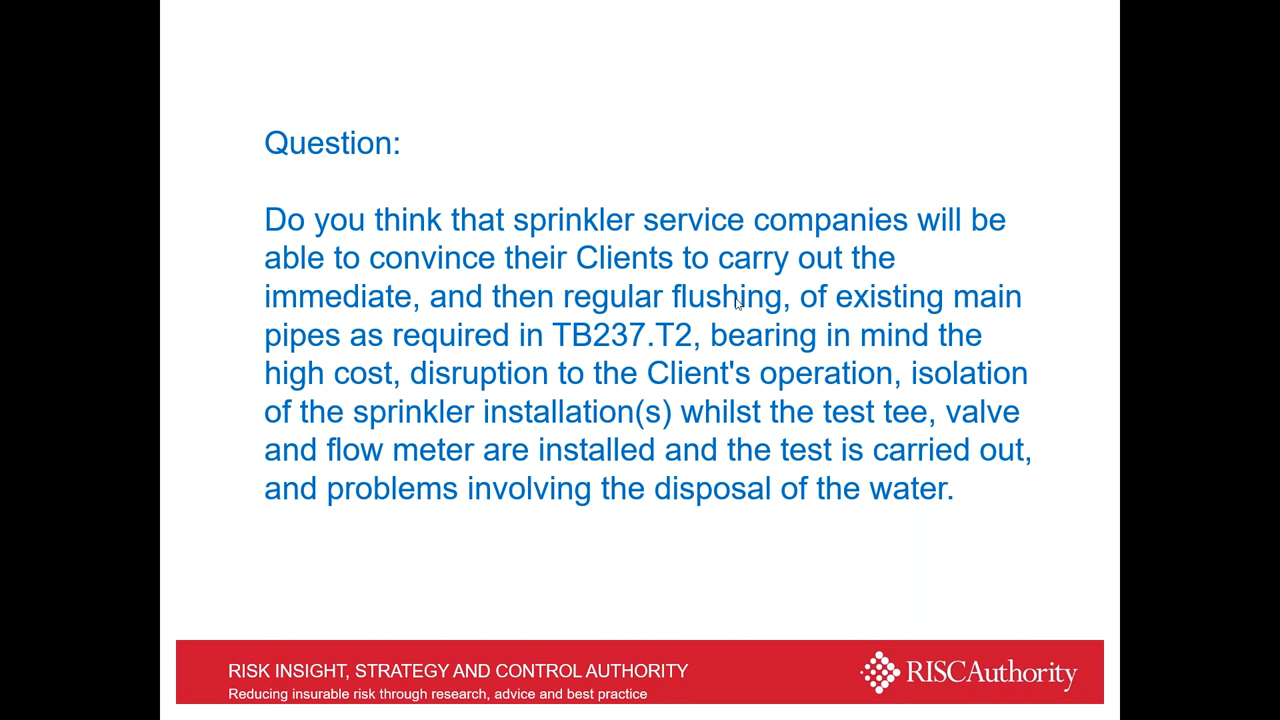 Question:
Do you think that sprinkler service companies will be
able to convince their Clients to carry out the
immediate, and then regular flushing, of existing main
pipes as required in TB237.T2, bearing in mind the
high cost, disruption to the Client's operation, isolation
of the sprinkler installation(s) whilst the test tee, valve
and flow meter are installed and the test is carried out,
and problems involving the disposal of the water.
RISK INSIGHT, STRATEGY AND CONTROL AUTHORITY
Reducing insurable risk through research, advice and best practice
RISCAuthority